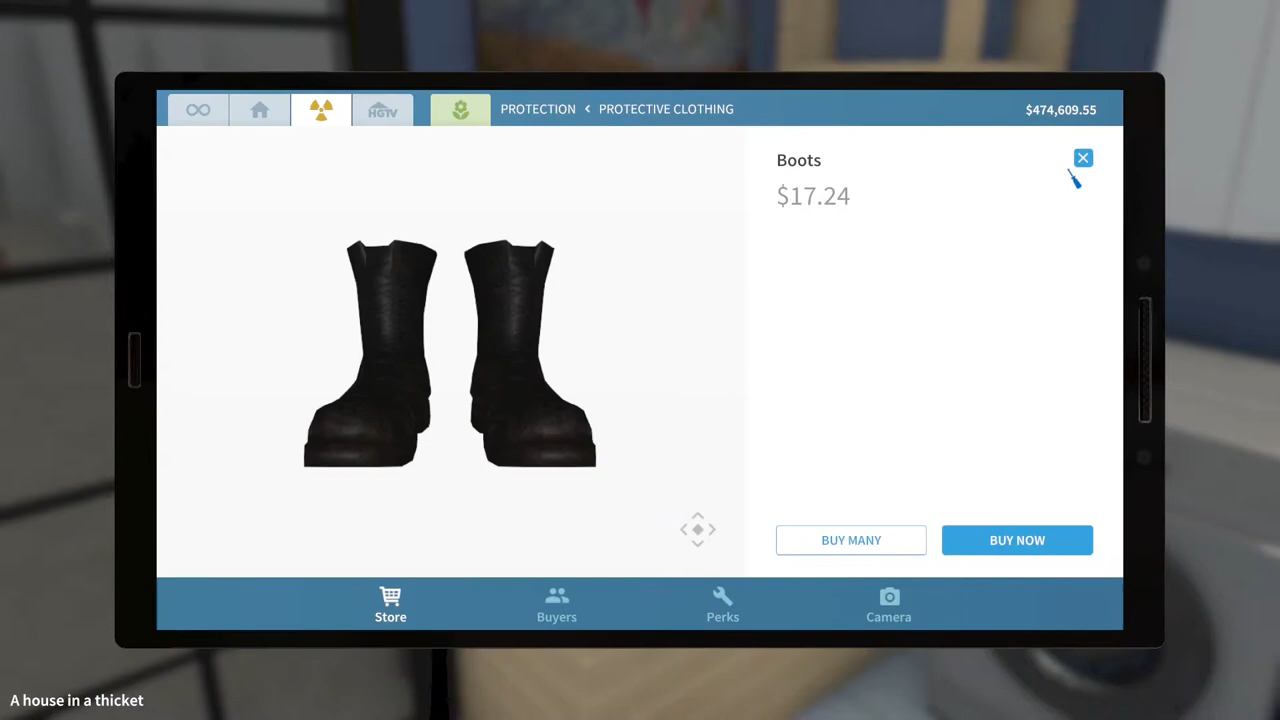 HGTV
PROTECTION < PROTECTIVE CLOTHING
$474,609.55
Boots
$17.24
BUY MANY
BUY NOW
Store
Buyers
Perks
Camera
A house in a thicket